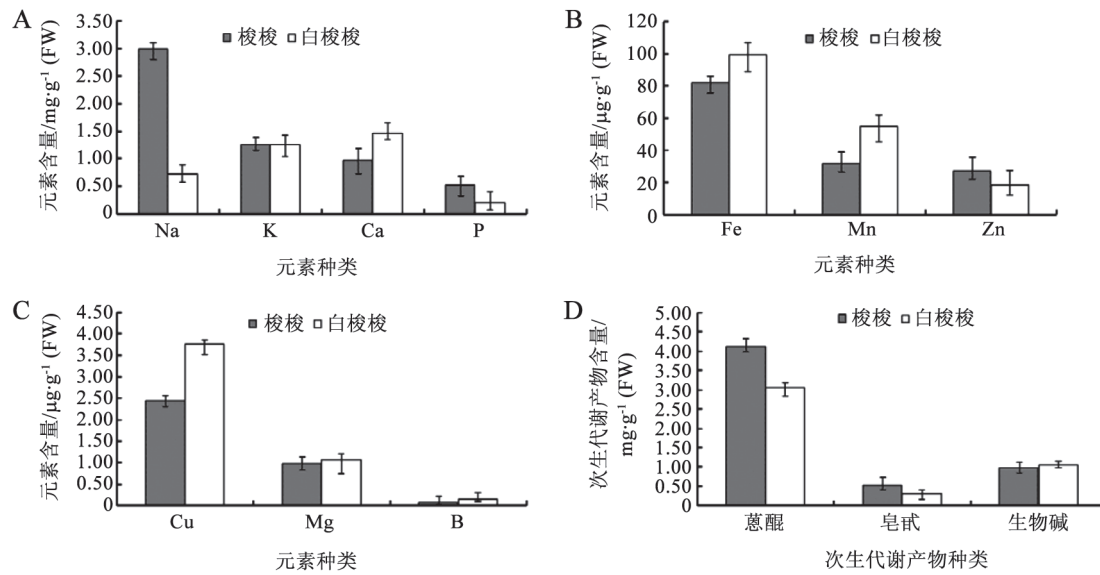 A
3.50
3.00
2.50
2.00
1.50
1.00
0.50
0
元素含量/mg·g⁻¹ (FW)
梭梭 白梭梭
Na K Ca P
元素种类
B
120
100
80
60
40
20
0
元素含量/μg·g⁻¹ (FW)
梭梭 白梭梭
Fe Mn Zn
元素种类
C
4.50
4.00
3.50
3.00
2.50
2.00
1.50
1.00
0.50
0
元素含量/μg·g⁻¹ (FW)
梭梭 白梭梭
Cu Mg B
元素种类
D
5.00
4.50
4.00
3.50
3.00
2.50
2.00
1.50
1.00
0.50
次生代谢产物含量/
mg·g⁻¹ (FW)
梭梭 白梭梭
蒽醌 皂甙 生物碱
次生代谢产物种类